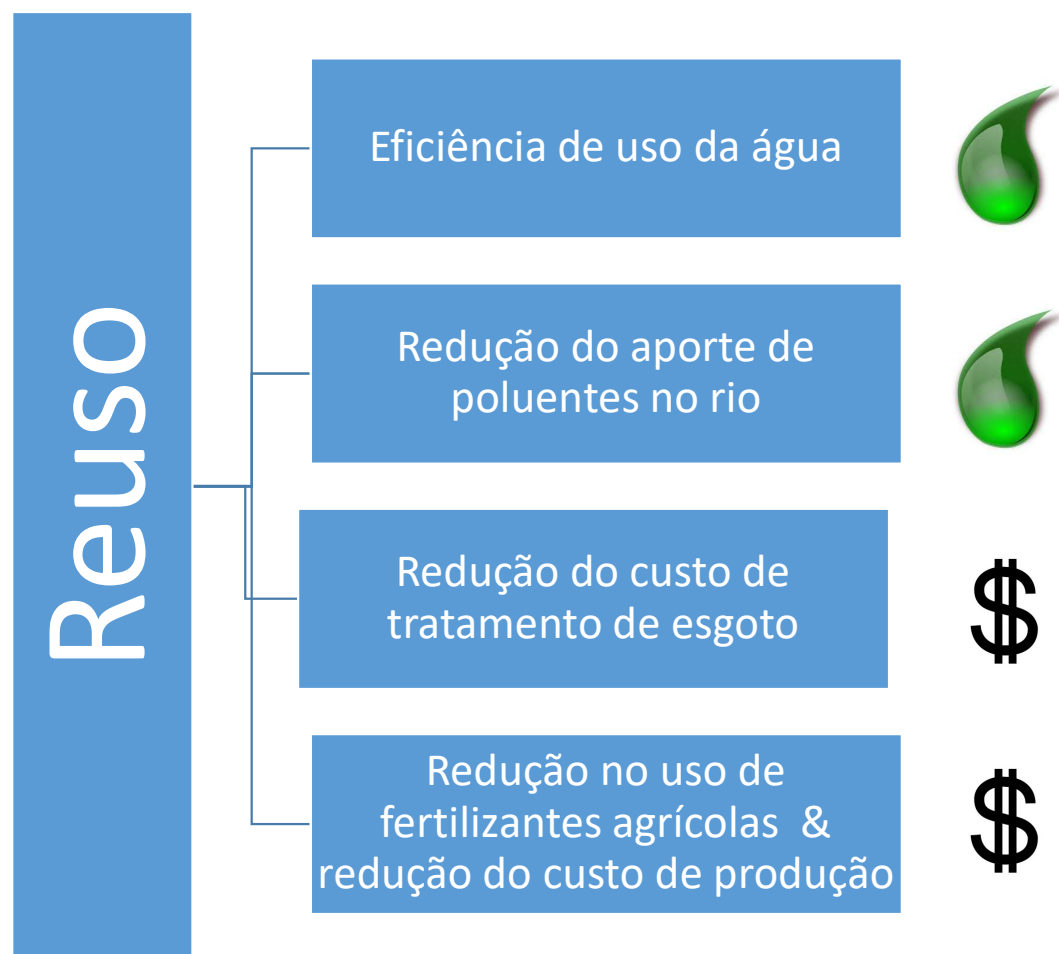 Reuso
Eficiência de uso da água
Redução do aporte de
poluentes no rio
Redução do custo de
tratamento de esgoto
Redução no uso de
fertilizantes agrícolas &
redução do custo de produção
$
$